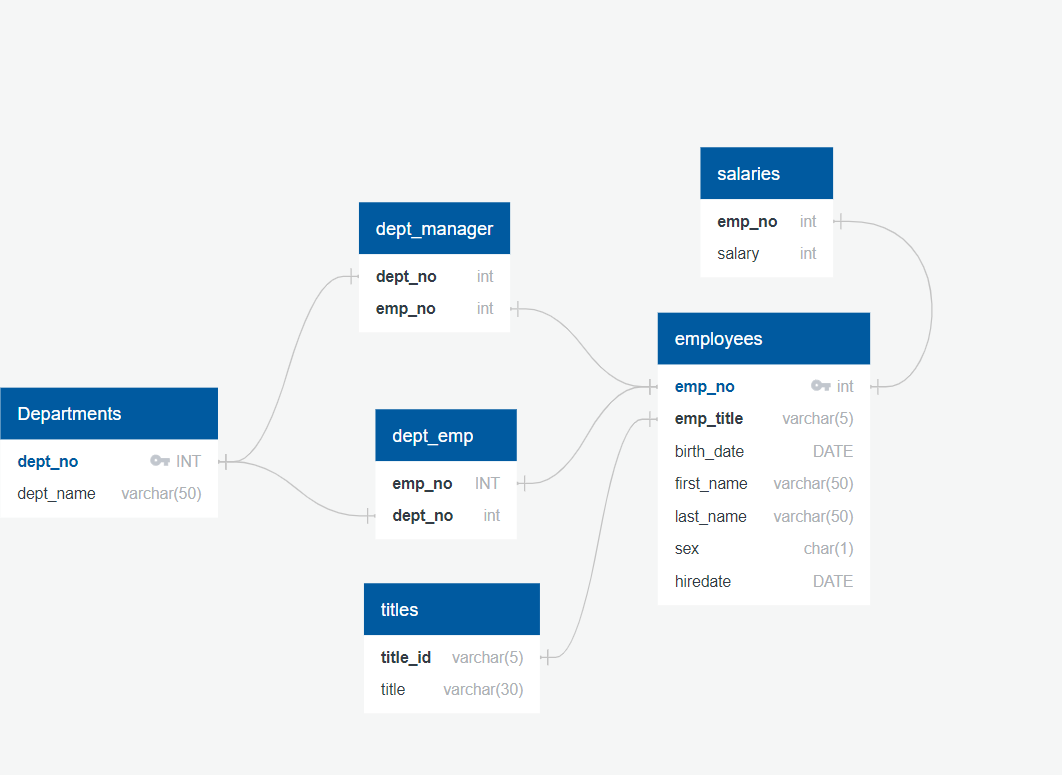 salaries
emp_no int
salary int
dept_manager
dept_no int
emp_no int
employees
emp_no int
emp_title varchar(5)
birth_date DATE
first_name varchar(50)
last_name varchar(50)
sex char(1)
hiredate DATE
Departments
dept_no INT
dept_name varchar(50)
dept_emp
emp_no INT
dept_no int
titles
title_id varchar(5)
title varchar(30)